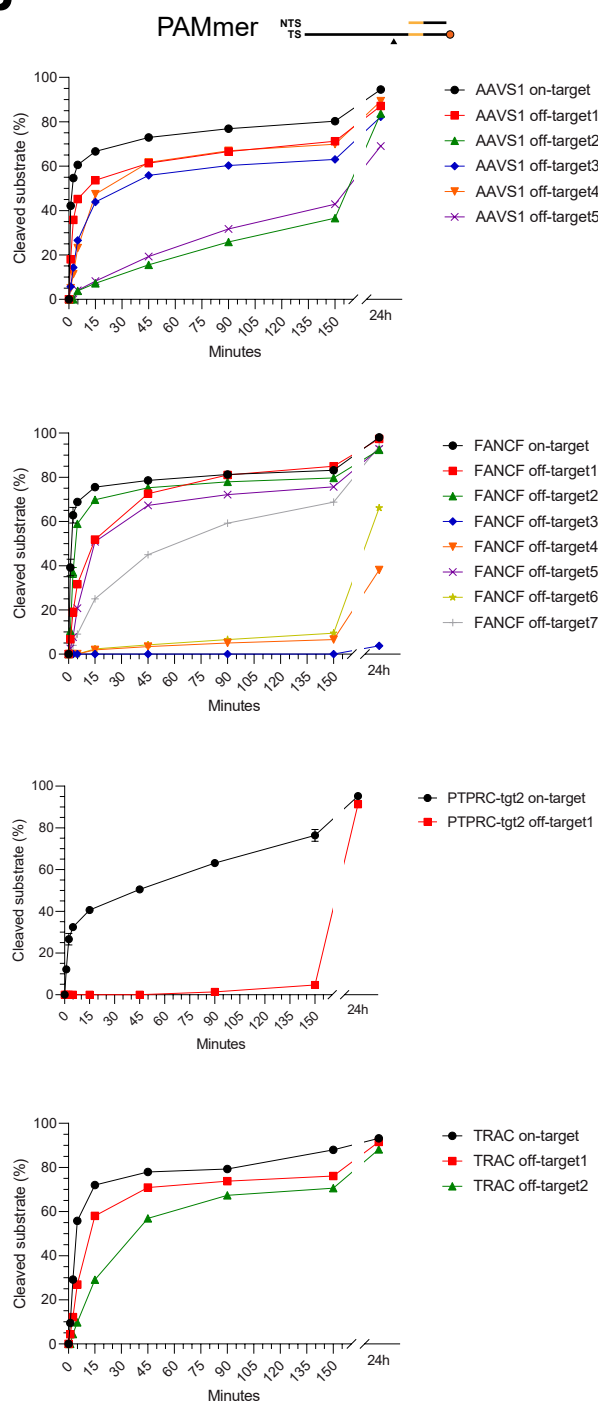 PAMmer
NTS
TS
Cleaved substrate (%)
100
80
60
40
20
0
0 15 30 45 60 75 90 105 120 135 150 24h
Minutes
AAVS1 on-target
AAVS1 off-target1
AAVS1 off-target2
AAVS1 off-target3
AAVS1 off-target4
AAVS1 off-target5
Cleaved substrate (%)
100
80
60
40
20
0
0 15 30 45 60 75 90 105 120 135 150 24h
Minutes
FANCF on-target
FANCF off-target1
FANCF off-target2
FANCF off-target3
FANCF off-target4
FANCF off-target5
FANCF off-target6
FANCF off-target7
Cleaved substrate (%)
100
80
60
40
20
0
0 15 30 45 60 75 90 105 120 135 150 24h
Minutes
PTPRC-tgt2 on-target
PTPRC-tgt2 off-target1
Cleaved substrate (%)
100
80
60
40
20
0
0 15 30 45 60 75 90 105 120 135 150 24h
Minutes
TRAC on-target
TRAC off-target1
TRAC off-target2